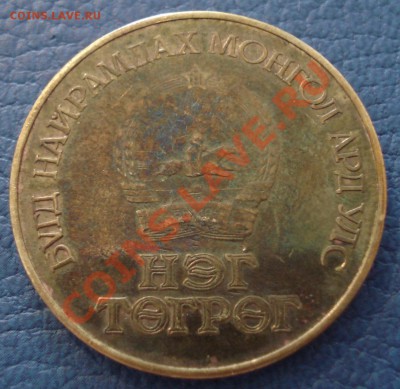 COINS.LAVE.RU
БҮГД НАЙРАМДАХ МОНГОЛ АРД УЛС
НЭГ
ТӨГРӨГ
COINS.LAVE.RU